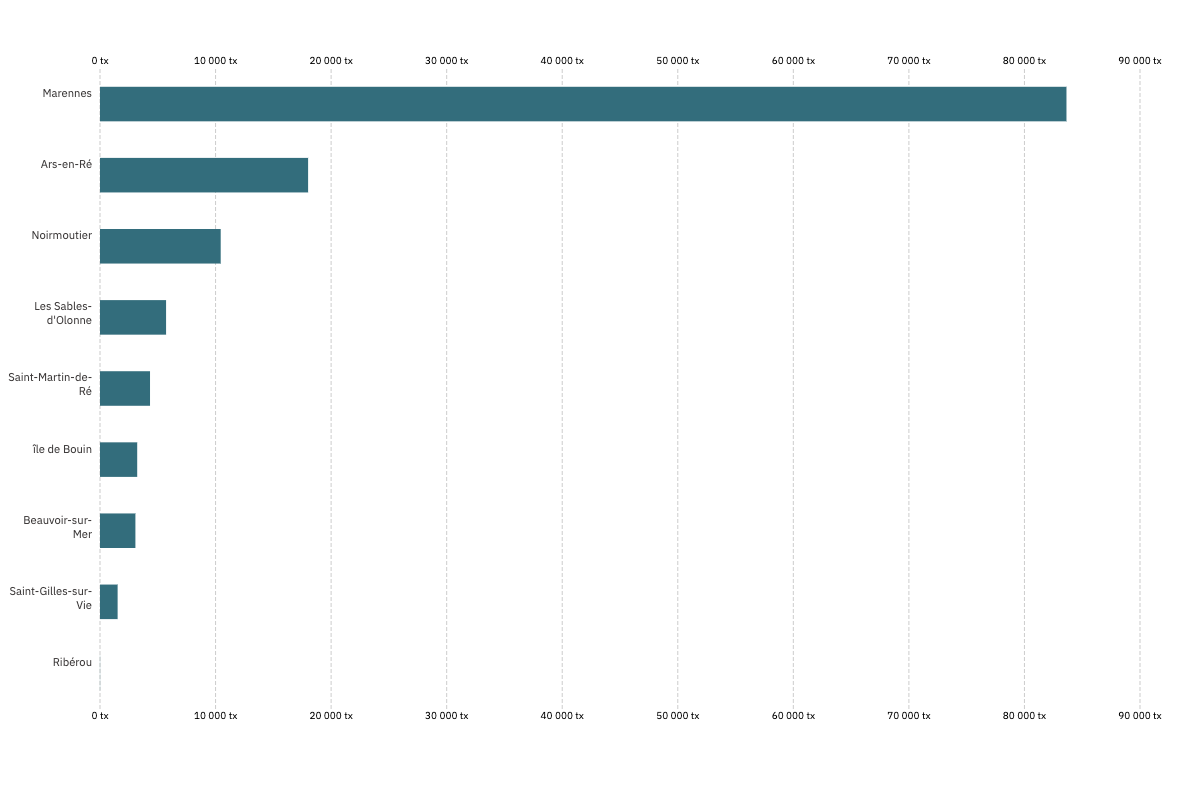 0 tx 10 000 tx 20 000 tx 30 000 tx 40 000 tx 50 000 tx 60 000 tx 70 000 tx 80 000 tx 90 000 tx
Marennes
Ars-en-Ré
Noirmoutier
Les Sables-
d'Olonne
Saint-Martin-de-
Ré
île de Bouin
Beauvoir-sur-
Mer
Saint-Gilles-sur-
Vie
Ribérou
0 tx 10 000 tx 20 000 tx 30 000 tx 40 000 tx 50 000 tx 60 000 tx 70 000 tx 80 000 tx 90 000 tx